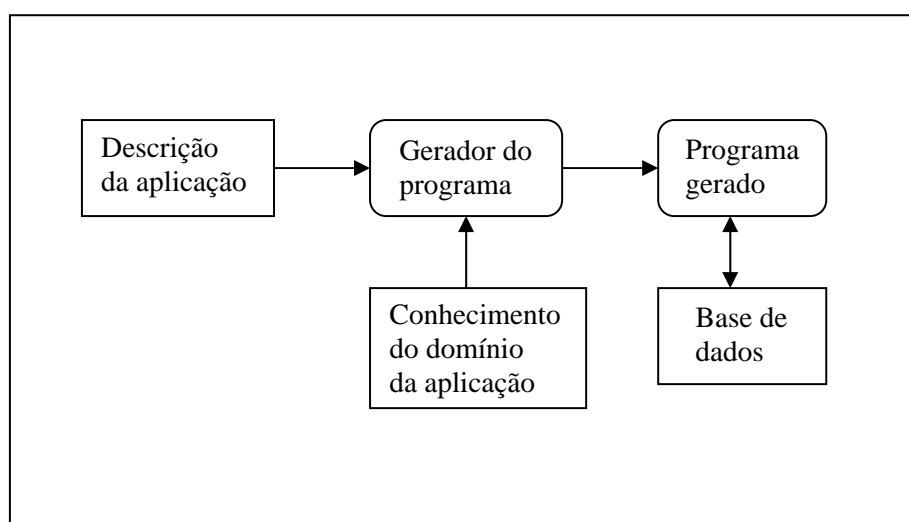 Descrição
da aplicação
Gerador do
programa
Programa
gerado
Conhecimento
do domínio
da aplicação
Base de
dados